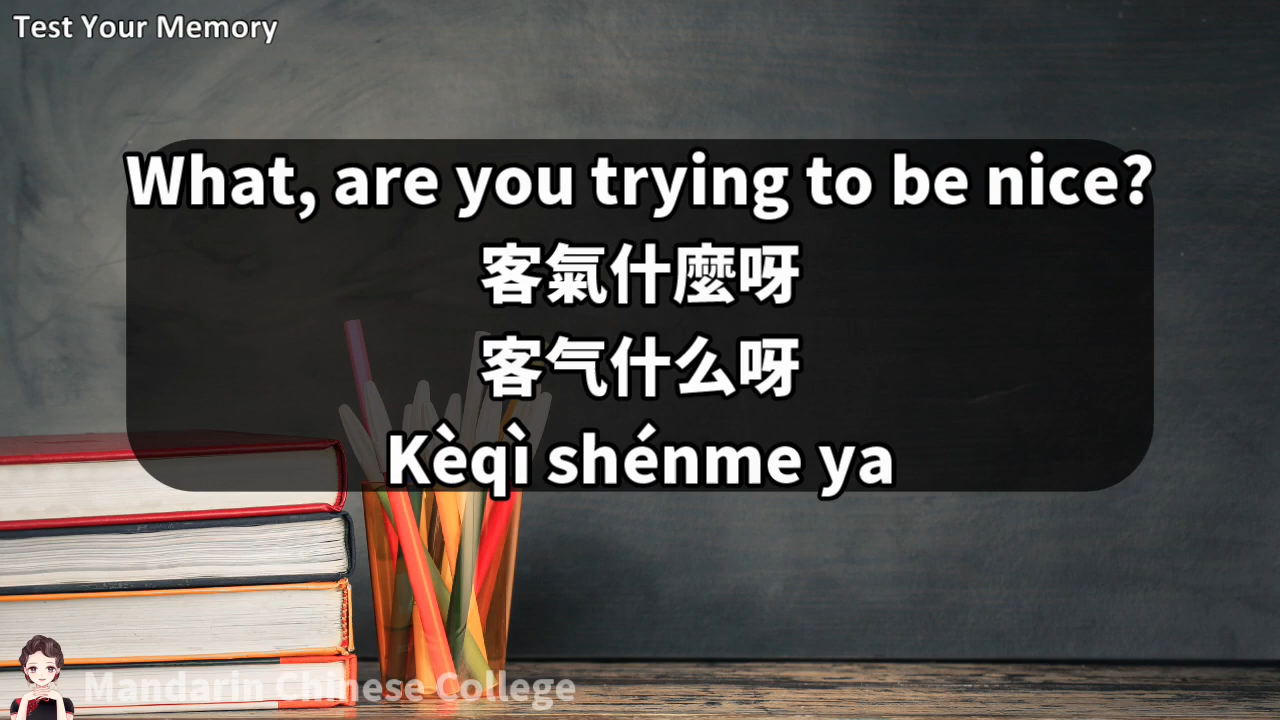 Test Your Memory
What, are you trying to be nice?
客氣什麼呀
客气什么呀
Kèqì shénme ya
Mandarin Chinese College